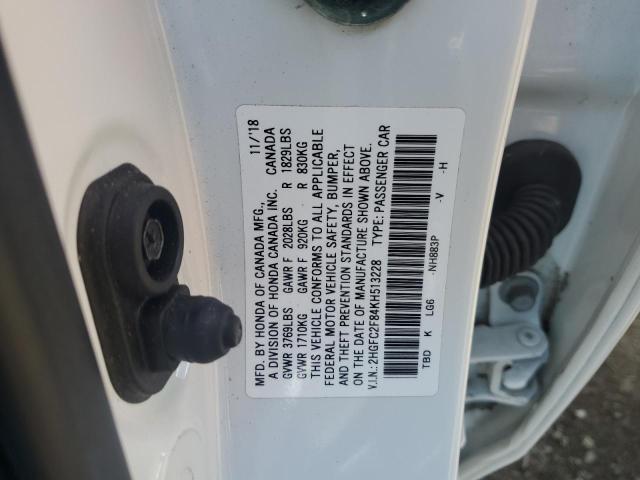 MFD. BY HONDA OF CANADA MFG., 11/'18
A DIVISION OF HONDA CANADA INC. CANADA
GVWR 3769LBS GAWR F 2028LBS R 1829LBS
GVWR 1710KG GAWR F 920KG R 830KG
THIS VEHICLE CONFORMS TO ALL APPLICABLE
FEDERAL MOTOR VEHICLE SAFETY, BUMPER,
AND THEFT PREVENTION STANDARDS IN EFFECT
ON THE DATE OF MANUFACTURE SHOWN ABOVE.
V.I.N.: 2HGFC2F84KH513228 TYPE: PASSENGER CAR
TBD K LG6 -NH883P -V -H